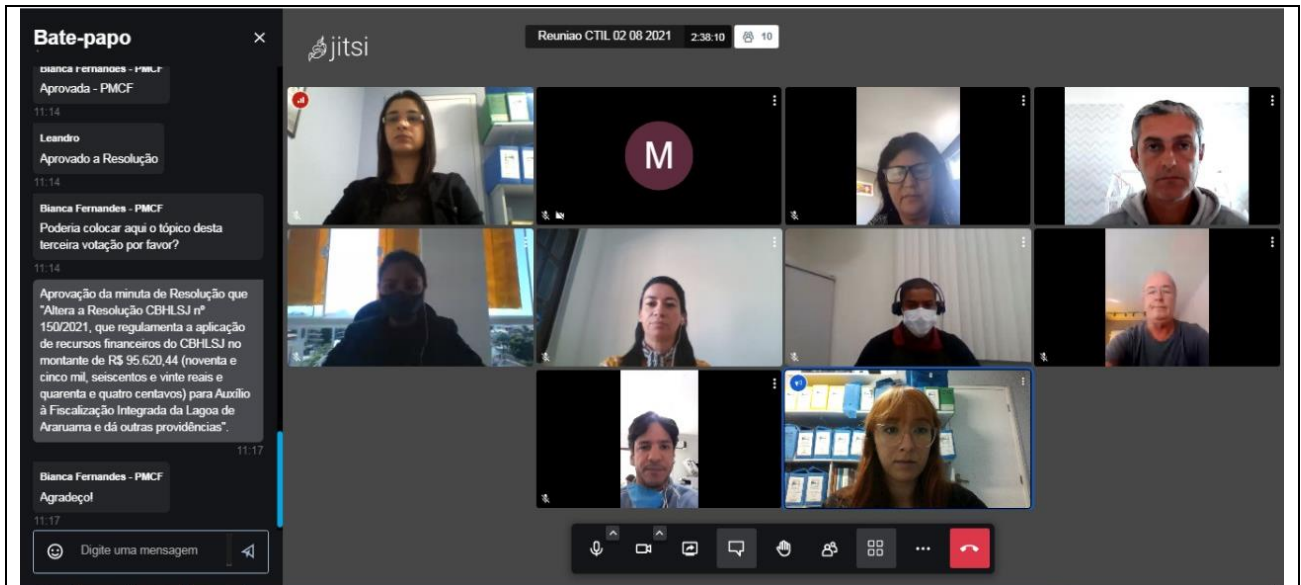 Bate-papo
Bianca Fernandes - PMCF
Aprovada - PMCF
11:14
Leandro
Aprovado a Resolução
11:14
Bianca Fernandes - PMCF
Poderia colocar aqui o tópico desta
terceira votação por favor?
11:14
Aprovação da minuta de Resolução que
"Altera a Resolução CBHLSJ nº
150/2021, que regulamenta a aplicação
de recursos financeiros do CBHLSJ no
montante de R$ 95.620,44 (noventa e
cinco mil, seiscentos e vinte reais e
quarenta e quatro centavos) para Auxílio
à Fiscalização Integrada da Lagoa de
Araruama e dá outras providências".
11:17
Bianca Fernandes - PMCF
Agradeço!
11:17
Digite uma mensagem
jitsi
Reuniao CTIL 02 08 2021 2:38:10 10
M